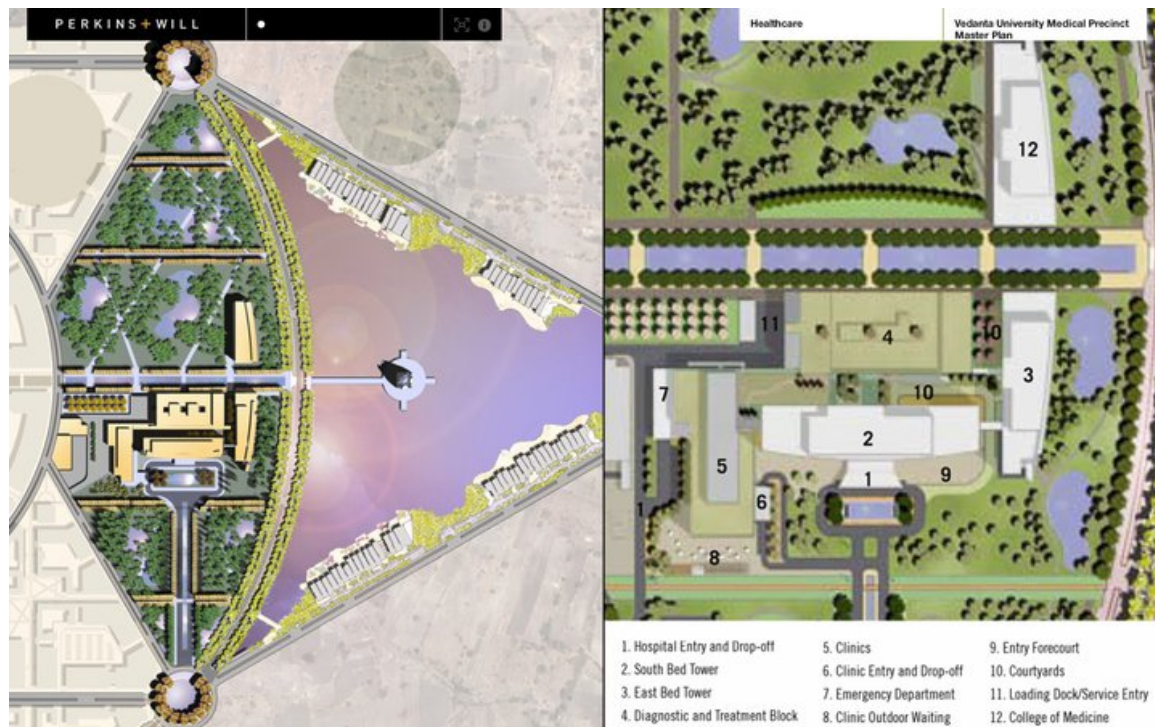 PERKINS+WILL
Healthcare
Vedanta University Medical Precinct
Master Plan
12
11
4
10
3
7
10
2
5
1
9
6
1
8
1. Hospital Entry and Drop-off
2. South Bed Tower
3. East Bed Tower
4. Diagnostic and Treatment Block
5. Clinics
6. Clinic Entry and Drop-off
7. Emergency Department
8. Clinic Outdoor Waiting
9. Entry Forecourt
10. Courtyards
11. Loading Dock/Service Entry
12. College of Medicine